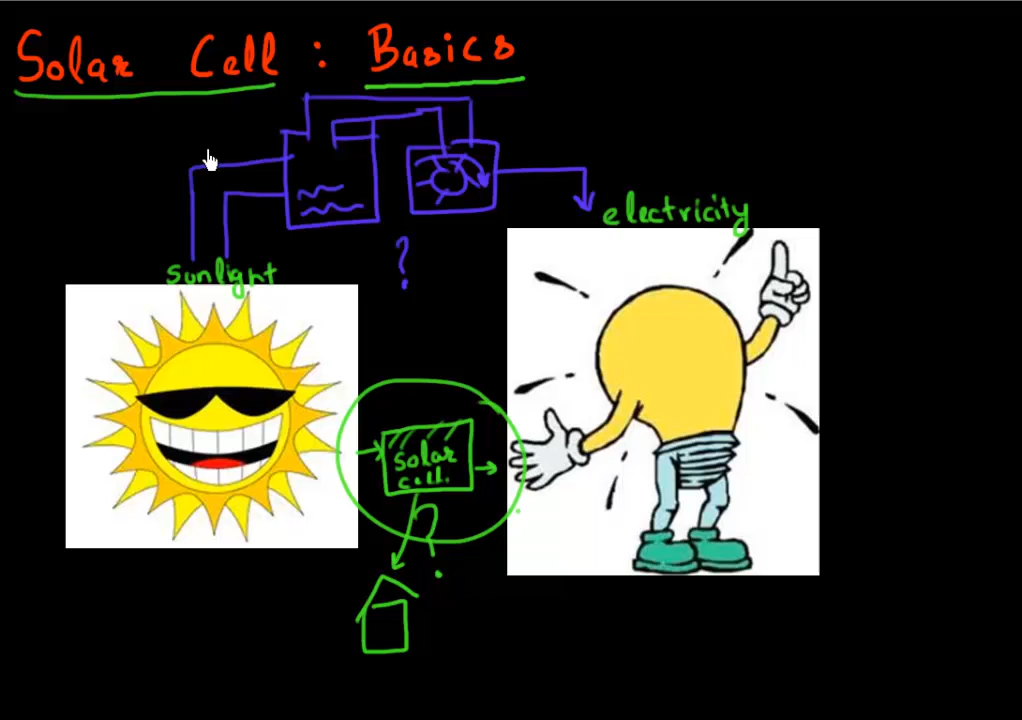 Solar Cell : Basics
electricity
sunlight
?
solar
cell.
?